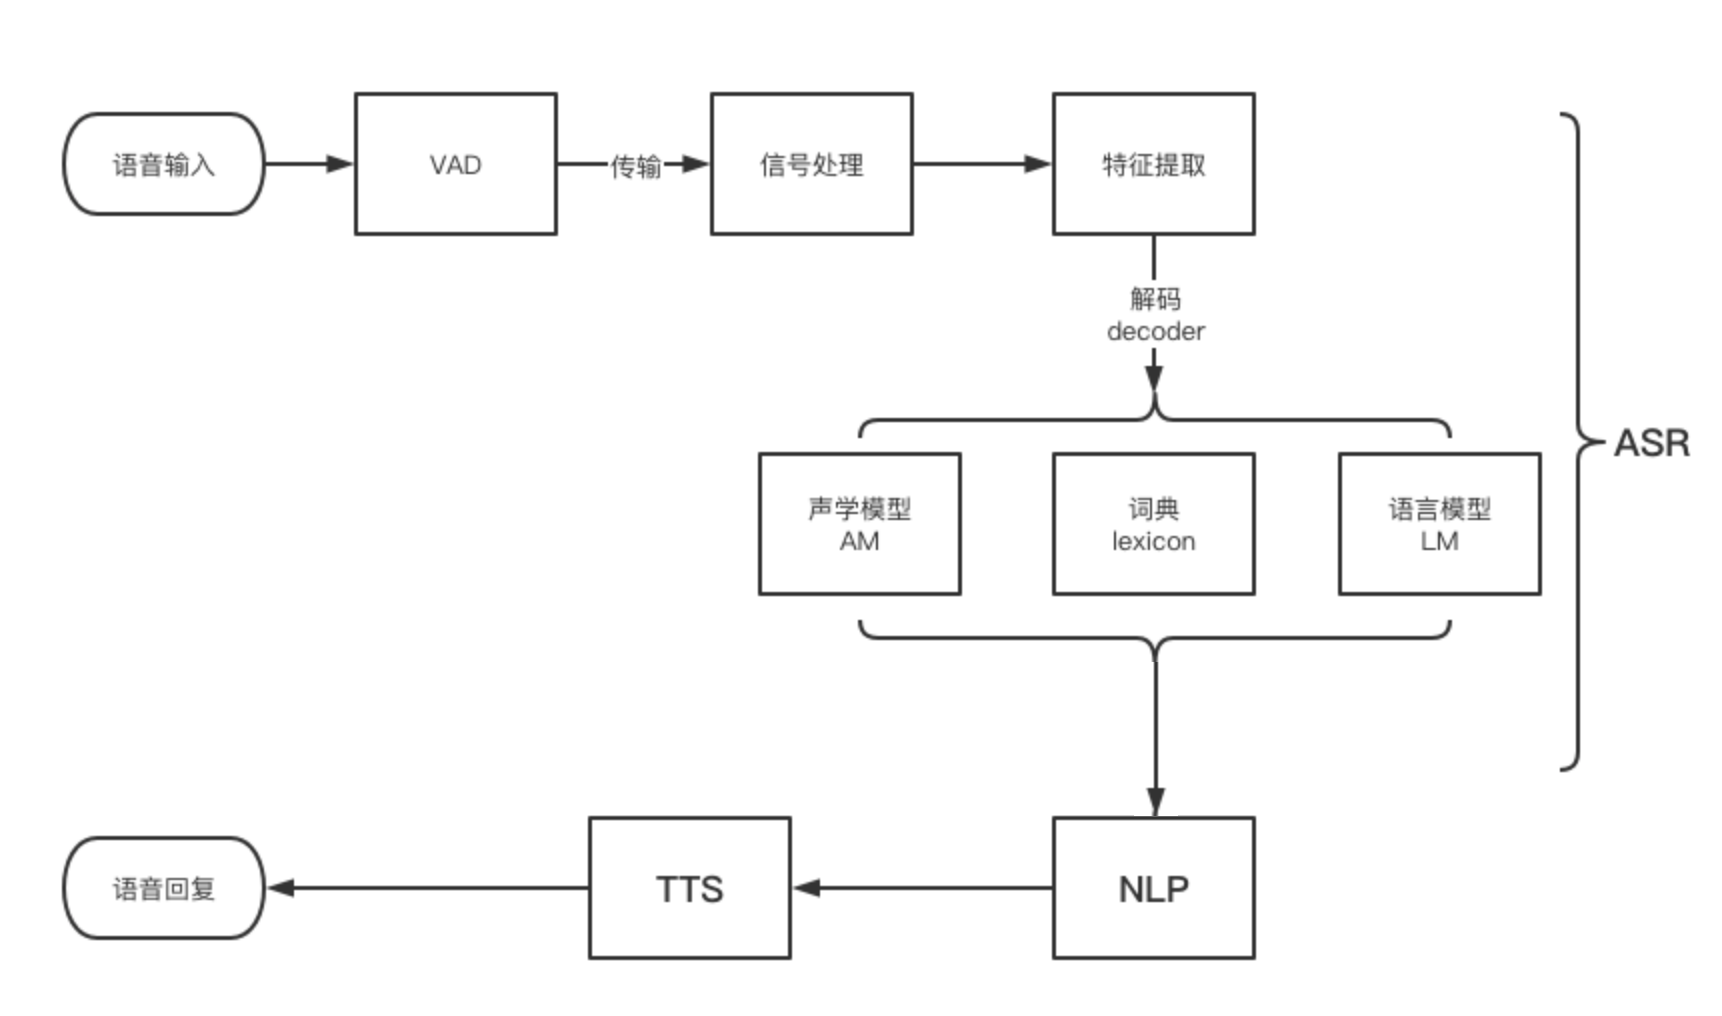 语音输入
VAD
传输
信号处理
特征提取
解码
decoder
声学模型
AM
词典
lexicon
语言模型
LM
ASR
语音回复
TTS
NLP